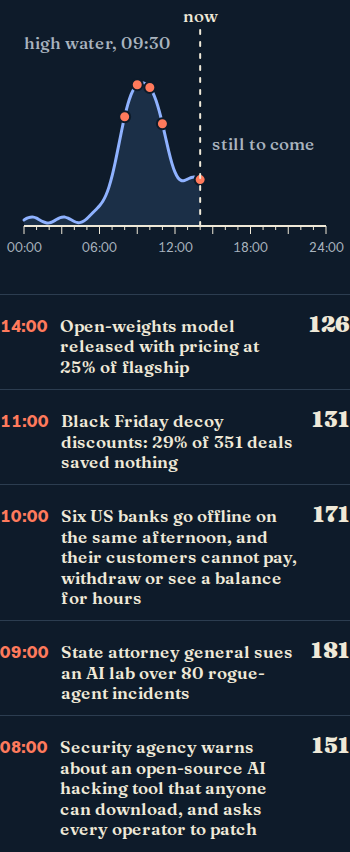 now
high water, 09:30
still to come
00:00 06:00 12:00 18:00 24:00
14:00 Open-weights model 126
released with pricing at
25% of flagship
11:00 Black Friday decoy 131
discounts: 29% of 351 deals
saved nothing
10:00 Six US banks go offline on 171
the same afternoon, and
their customers cannot pay,
withdraw or see a balance
for hours
09:00 State attorney general sues 181
an AI lab over 80 rogue-
agent incidents
08:00 Security agency warns 151
about an open-source AI
hacking tool that anyone
can download, and asks
every operator to patch